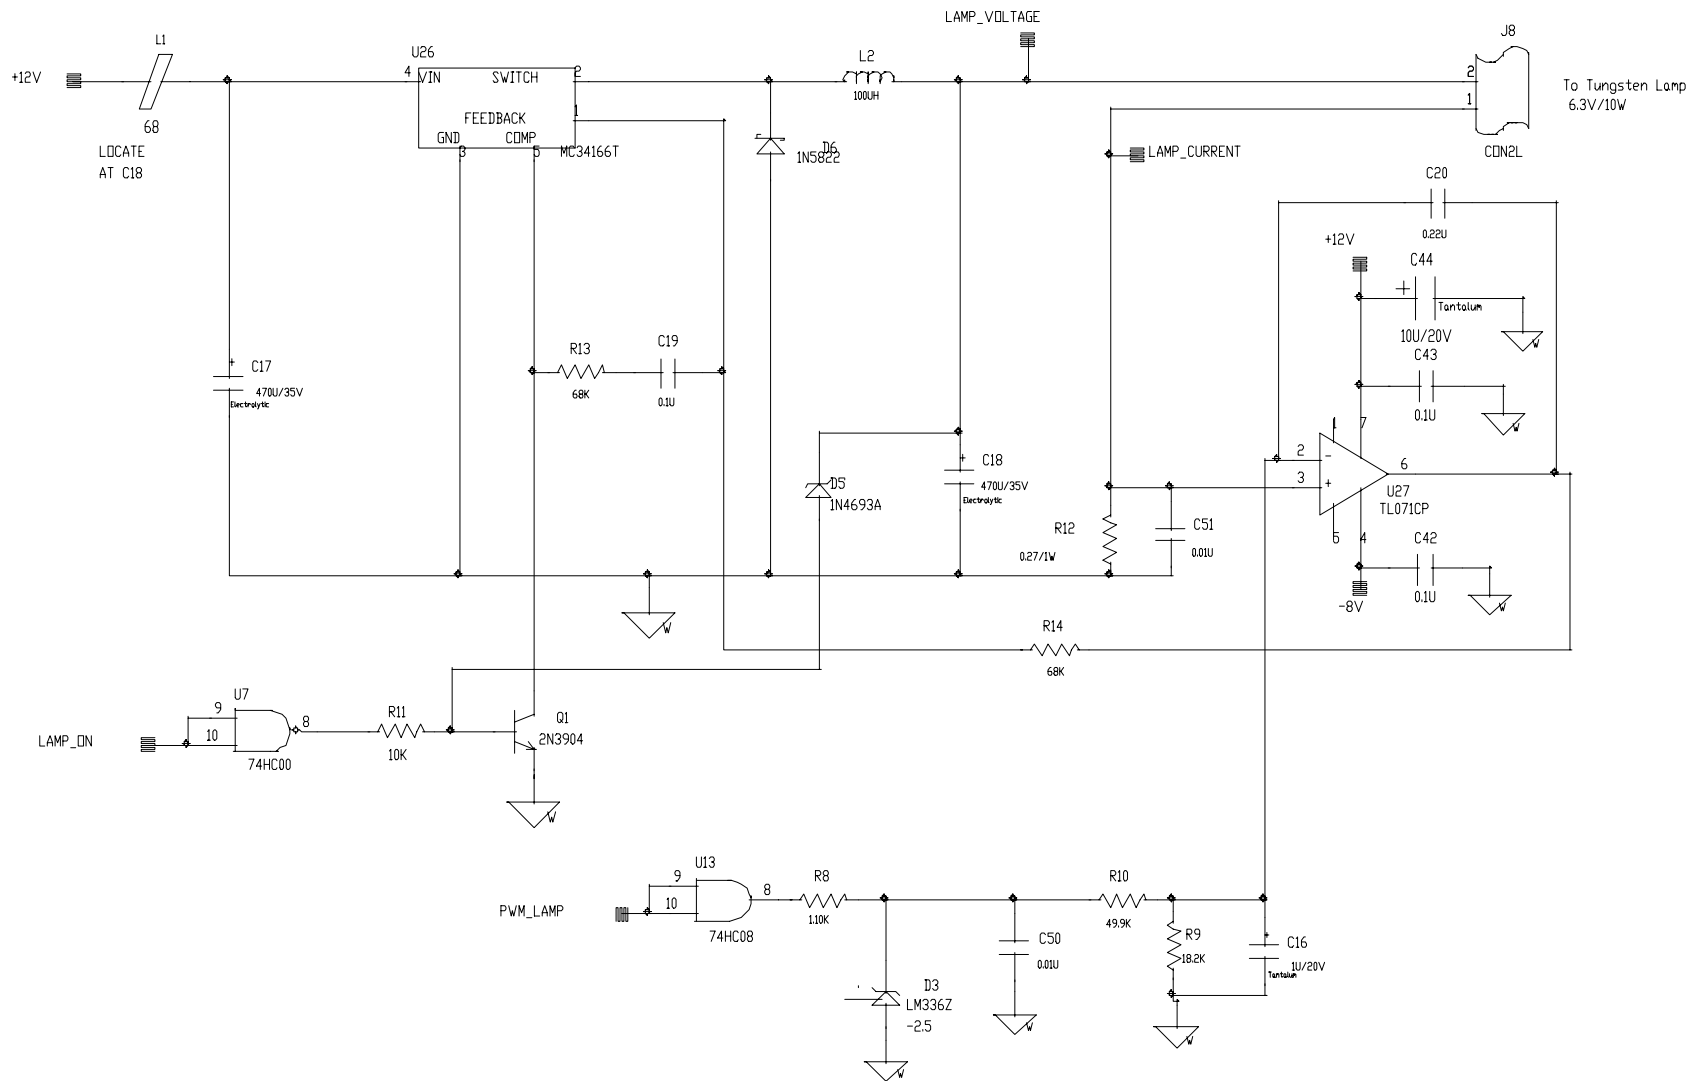 LAMP_VOLTAGE
+12V
L1
68
LOCATE
AT C18
U26
4
VIN
SWITCH
2
FEEDBACK
1
GND
COMP
3
5
MC34166T
L2
100UH
D6
1N5822
J8
2
1
CON2L
To Tungsten Lamp
6.3V/10W
LAMP_CURRENT
C20
0.22U
+12V
C44
+
Tantalum
10U/20V
W
C43
0.1U
W
+
C17
470U/35V
Electrolytic
R13
68K
C19
0.1U
D5
1N4693A
+
C18
470U/35V
Electrolytic
R12
0.27/1W
C51
0.01U
1
7
2
-
3
+
6
U27
TL071CP
5
4
C42
0.1U
W
-8V
W
R14
68K
LAMP_ON
U7
9
10
8
74HC00
R11
10K
Q1
2N3904
W
PWM_LAMP
U13
9
10
8
74HC08
R8
1.10K
D3
LM336Z
-2.5
W
C50
0.01U
W
R10
49.9K
R9
18.2K
+
C16
1U/20V
Tantalum
W